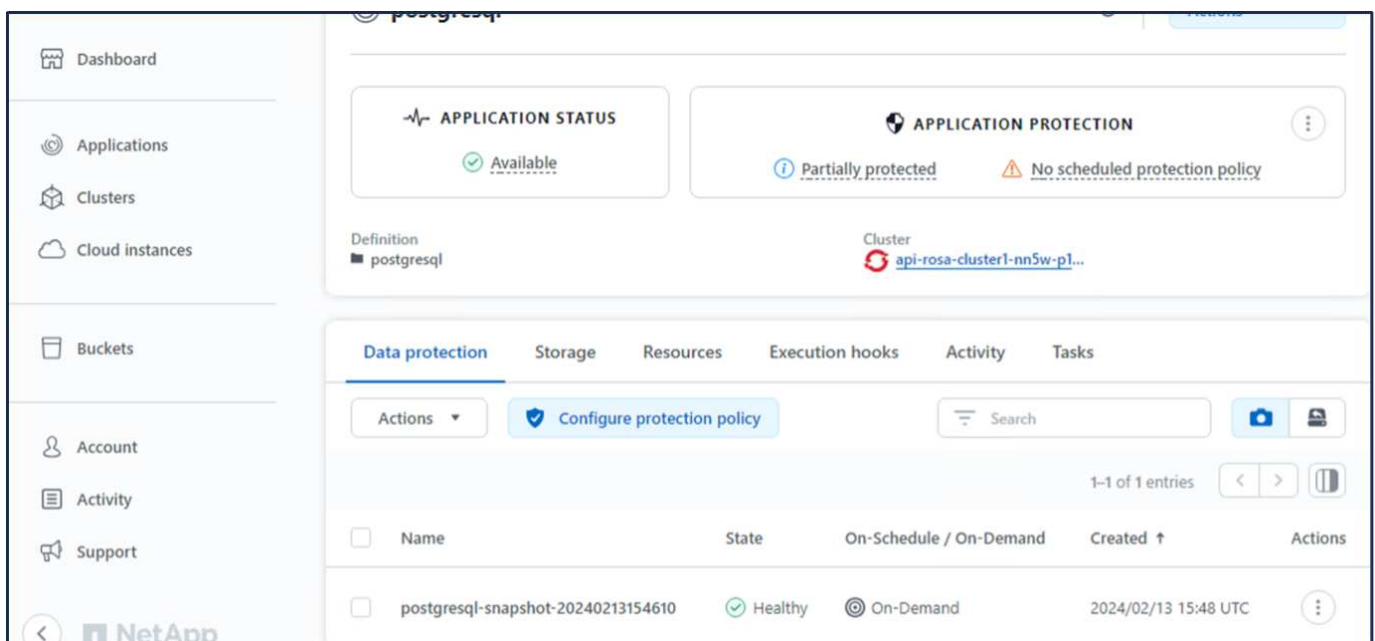 postgresql
Actions
Dashboard
APPLICATION STATUS
Available
APPLICATION PROTECTION
Partially protected
No scheduled protection policy
Applications
Clusters
Cloud instances
Definition
postgresql
Cluster
api-rosa-cluster1-nn5w-p1...
Buckets
Data protection Storage Resources Execution hooks Activity Tasks
Actions Configure protection policy Search
Account
Activity
Support
1–1 of 1 entries
Name State On-Schedule / On-Demand Created ↑ Actions
postgresql-snapshot-20240213154610 Healthy On-Demand 2024/02/13 15:48 UTC
NetApp